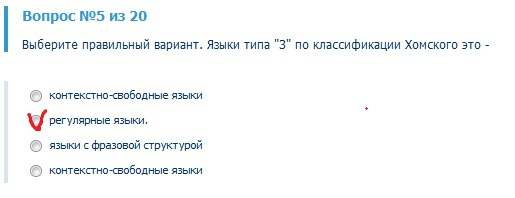 Вопрос №5 из 20
Выберите правильный вариант. Языки типа "3" по классификации Хомского это -
контекстно-свободные языки
регулярные языки.
языки с фразовой структурой
контекстно-свободные языки